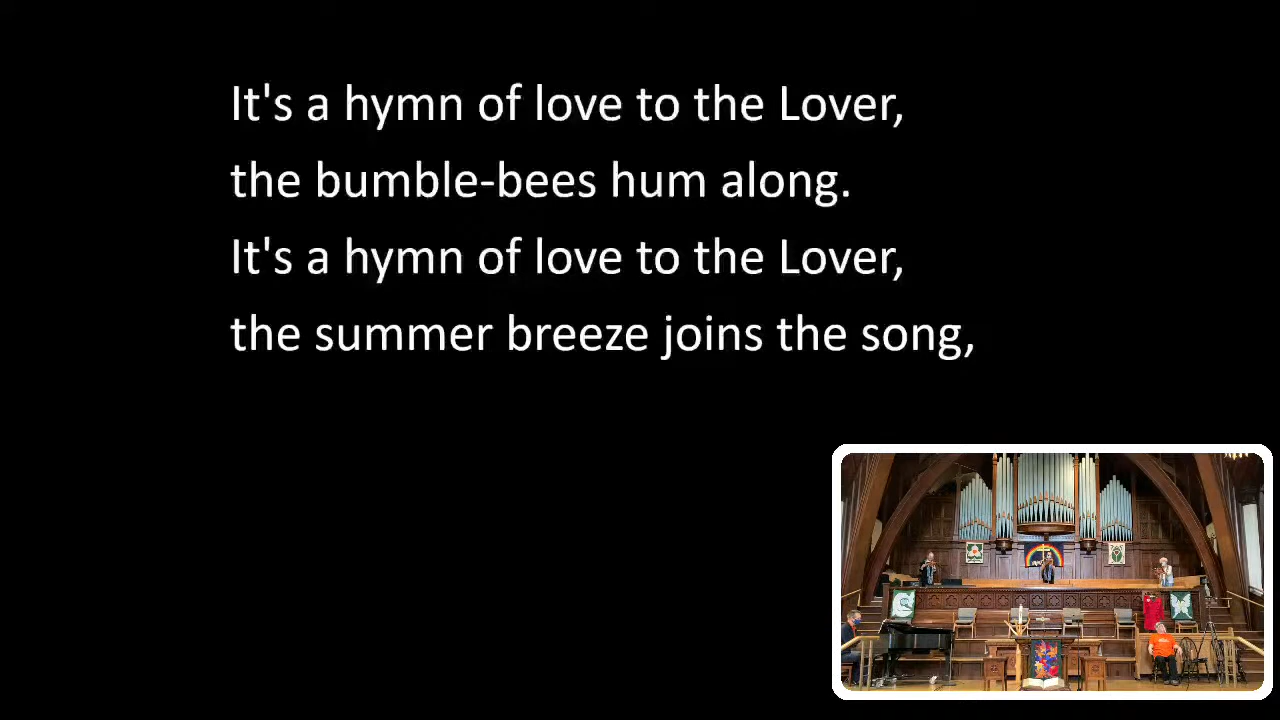 It's a hymn of love to the Lover,
the bumble-bees hum along.
It's a hymn of love to the Lover,
the summer breeze joins the song,